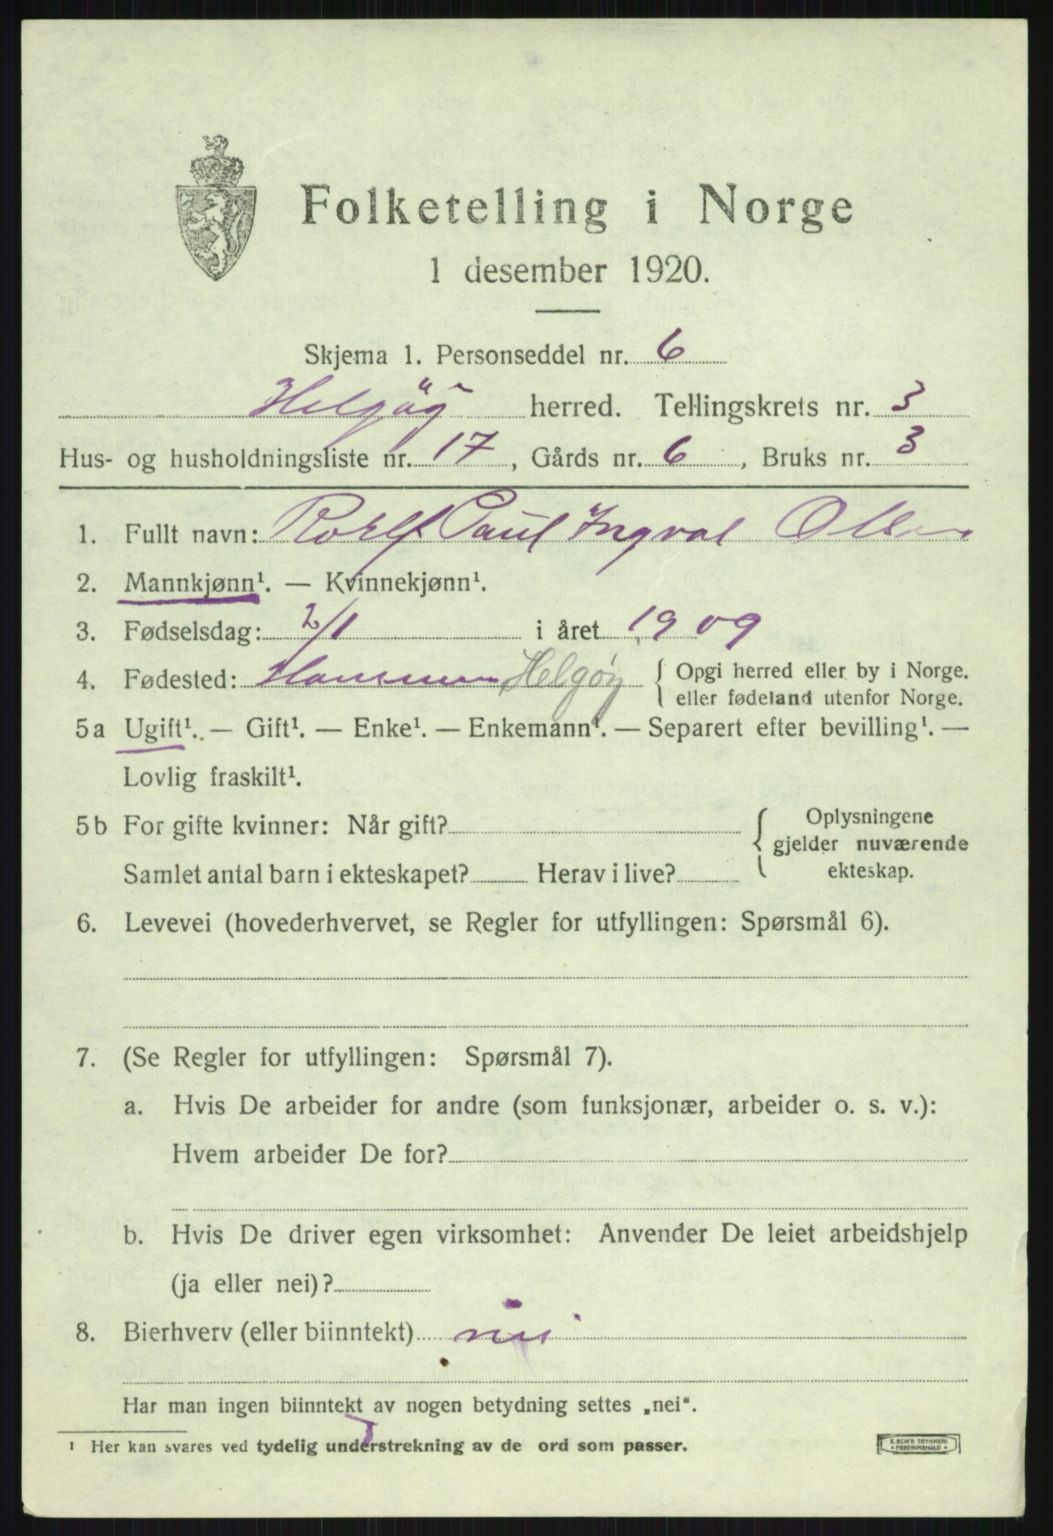 Folketelling i Norge
1 desember 1920.
Skjema 1. Personseddel nr. 6
Helgøy herred. Tellingskrets nr. 3
Hus- og husholdningsliste nr. 17, Gårds nr. 6, Bruks nr. 3
1. Fullt navn: Rolf Paul Ingval Olsen
2. Mannkjønn¹. — Kvinnekjønn¹.
3. Fødselsdag: 2/1 i året 1909
4. Fødested: Helgøy { Opgi herred eller by i Norge.
eller fødeland utenfor Norge.
5a Ugift¹. — Gift¹. — Enke¹. — Enkemann¹. — Separert efter bevilling¹. —
Lovlig fraskilt¹.
5b For gifte kvinner: Når gift? { Oplysningene
gjelder nuværende
Samlet antal barn i ekteskapet? Herav i live? ekteskap.
6. Levevei (hovederhvervet, se Regler for utfyllingen: Spørsmål 6).
7. (Se Regler for utfyllingen: Spørsmål 7).
a. Hvis De arbeider for andre (som funksjonær, arbeider o. s. v.):
Hvem arbeider De for?
b. Hvis De driver egen virksomhet: Anvender De leiet arbeidshjelp
(ja eller nei)?
8. Bierhverv (eller biinntekt) nei
Har man ingen biinntekt av nogen betydning settes „nei".
¹ Her kan svares ved tydelig understrekning av de ord som passer.